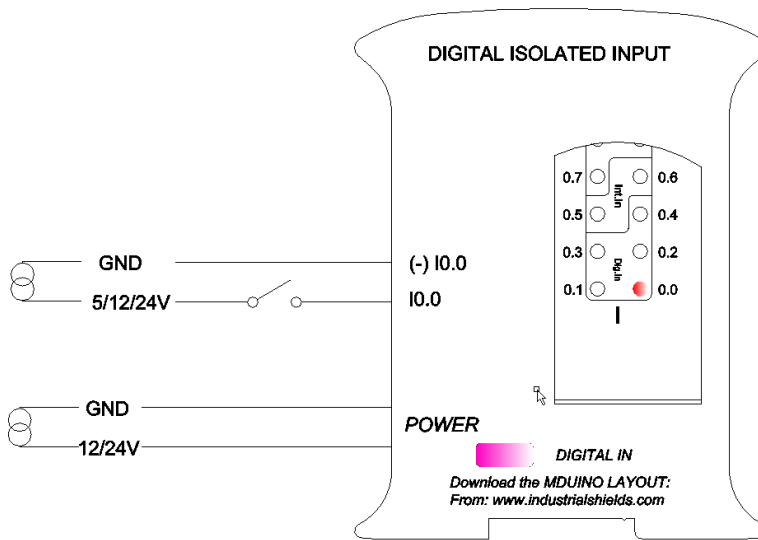 DIGITAL ISOLATED INPUT
0.7 Int.In 0.6
0.5 0.4
0.3 Dig.In 0.2
0.1 0.0
I
GND (-) I0.0
5/12/24V I0.0
GND
POWER
12/24V
DIGITAL IN
Download the MDUINO LAYOUT:
From: www.industrialshields.com